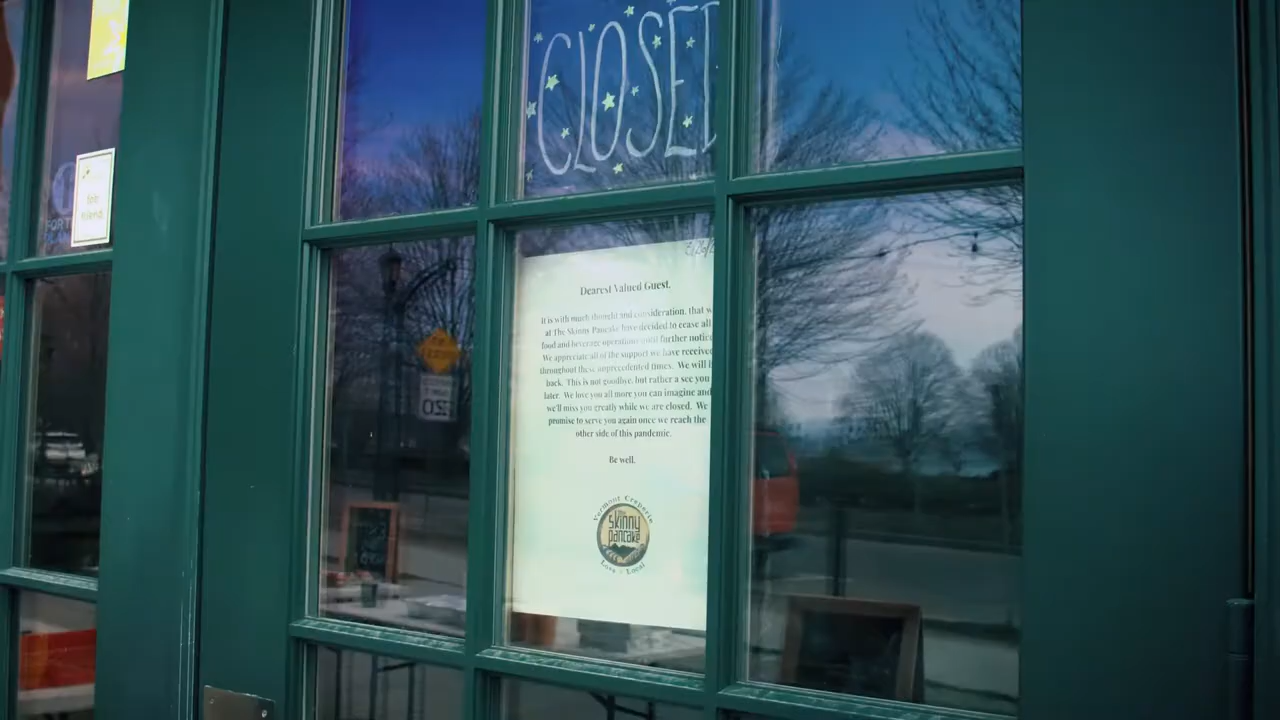 CLOSED
Dearest Valued Guest,
It is with much thought and consideration, that w
at The Skinny Pancake have decided to cease all
food and beverage operations until further notice
We appreciate all of the support we have received
throughout these unprecedented times. We will b
back. This is not goodbye, but rather a see you
later. We love you all more you can imagine and
we'll miss you greatly while we are closed. We
promise to serve you again once we reach the
other side of this pandemic.
Be well,
Vermont Creperie
The
Skinny
Pancake
Love Local